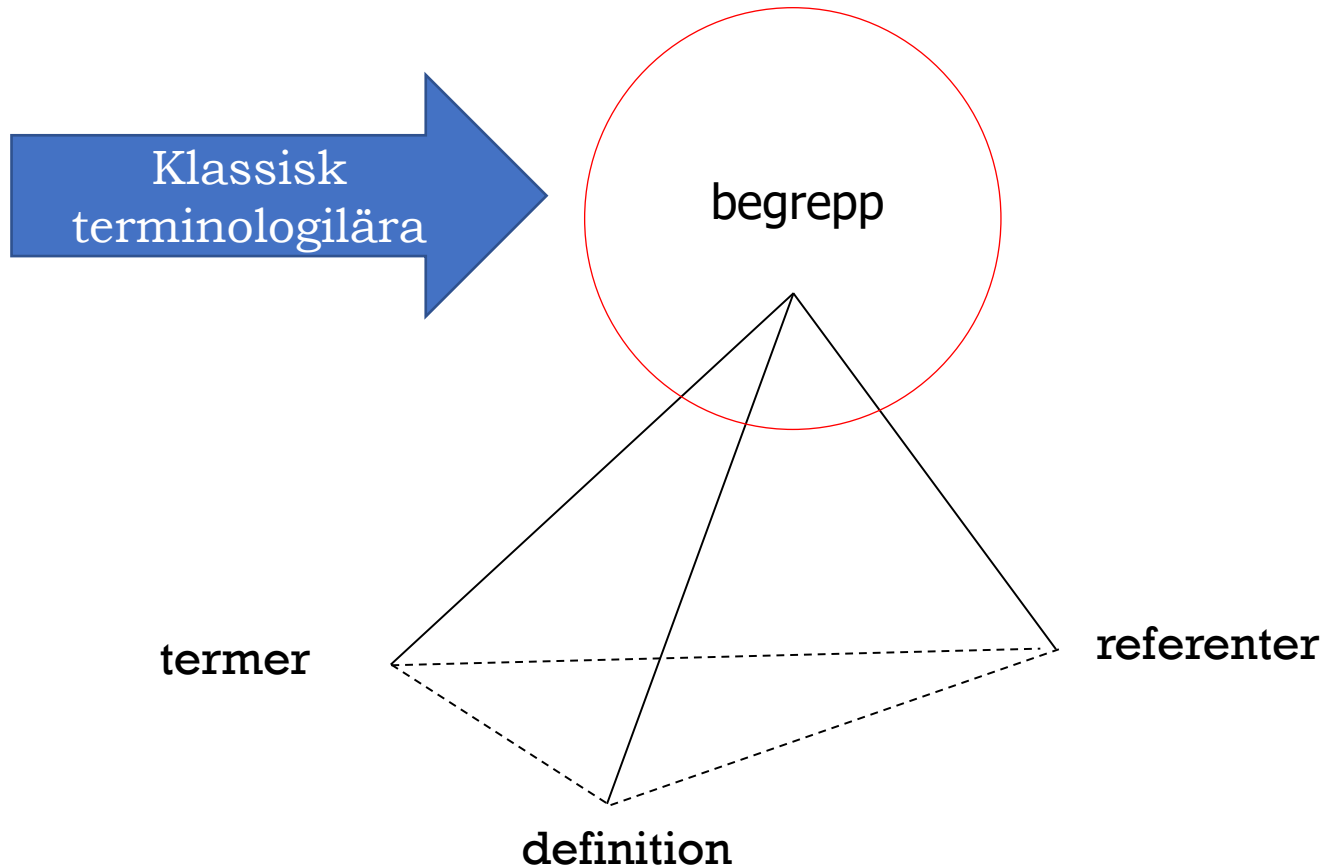 Klassisk
terminologilära
begrepp
termer
referenter
definition